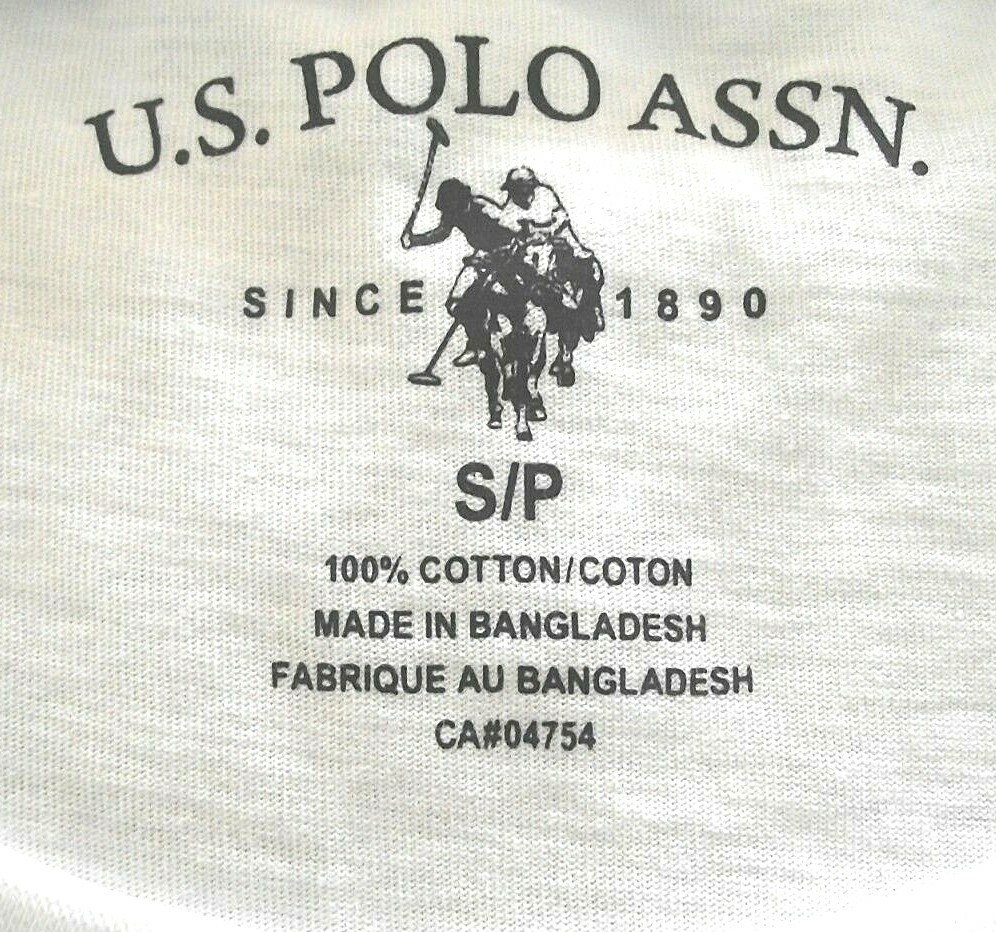 U.S. POLO ASSN.
SINCE 1890
S/P
100% COTTON/COTON
MADE IN BANGLADESH
FABRIQUE AU BANGLADESH
CA#04754